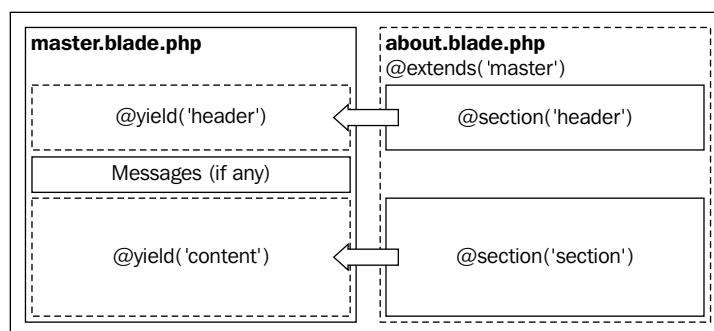 master.blade.php
@yield('header')
Messages (if any)
@yield('content')
about.blade.php
@extends('master')
@section('header')
@section('section')